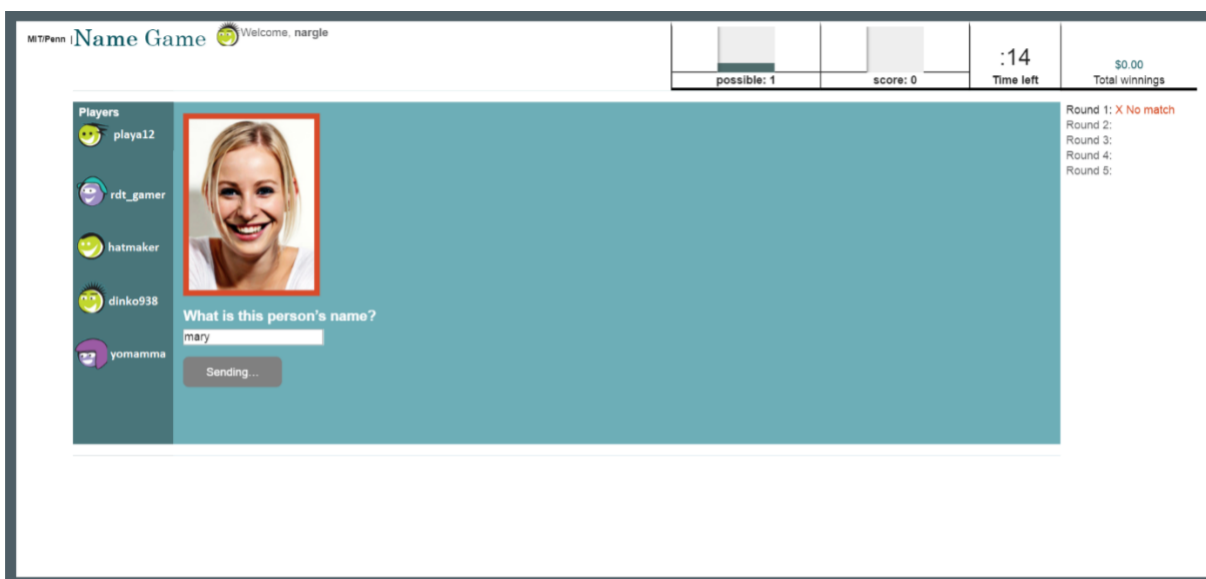 MIT/Penn | Name Game Welcome, nargle
possible: 1
score: 0
:14
Time left
$0.00
Total winnings
Players
playa12
rdt_gamer
hatmaker
dinko938
yomamma
What is this person's name?
mary
Sending...
Round 1: X No match
Round 2:
Round 3:
Round 4:
Round 5: